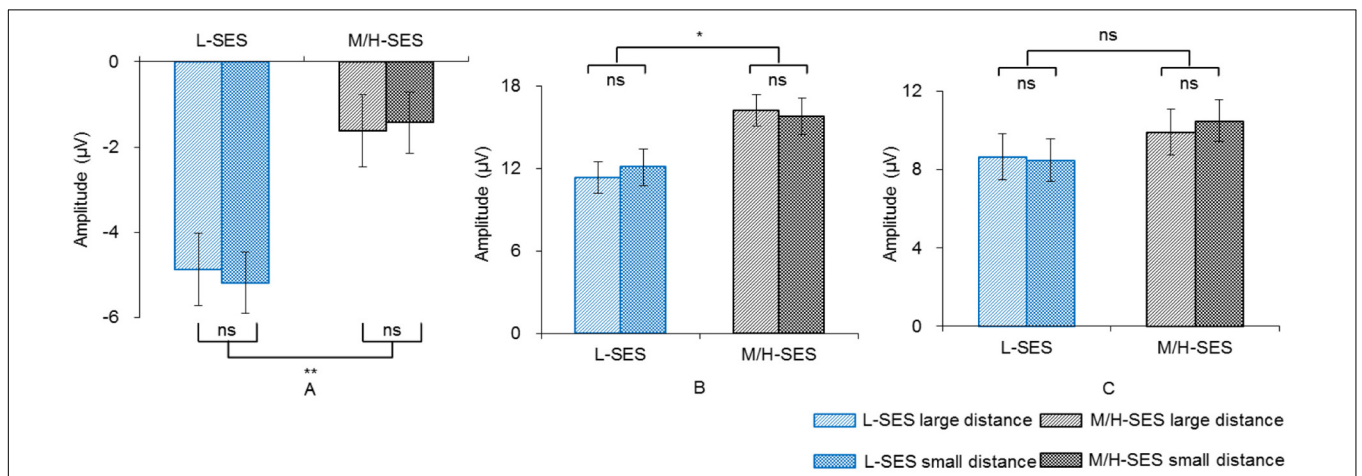 L-SES M/H-SES
0
-2
-4
-6
Amplitude (µV)
ns ns
**
A
*
ns ns
18
12
6
0
Amplitude (µV)
L-SES M/H-SES
B
ns
ns ns
12
8
4
0
Amplitude (µV)
L-SES M/H-SES
C
L-SES large distance M/H-SES large distance
L-SES small distance M/H-SES small distance